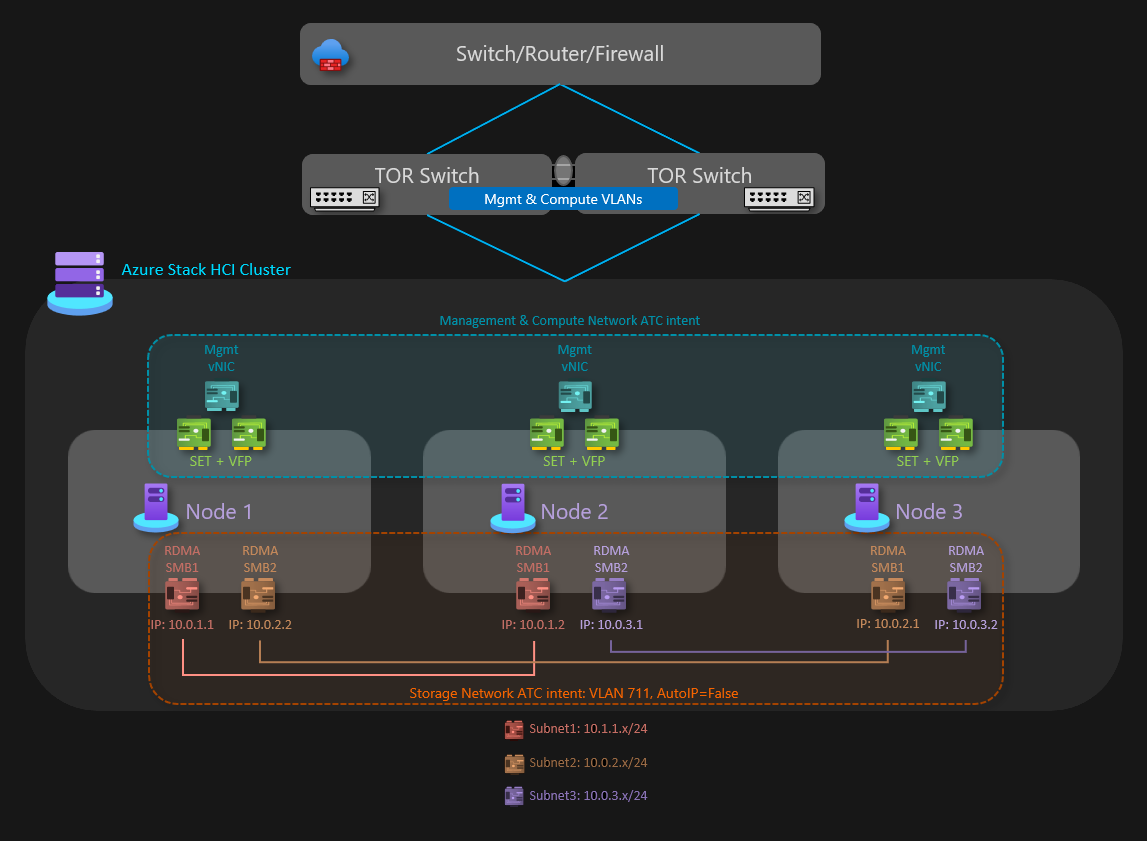 Switch/Router/Firewall
TOR Switch
TOR Switch
Mgmt & Compute VLANs
Azure Stack HCI Cluster
Management & Compute Network ATC intent
Mgmt
vNIC
Mgmt
vNIC
Mgmt
vNIC
SET + VFP
SET + VFP
SET + VFP
Node 1
Node 2
Node 3
RDMA
SMB1
RDMA
SMB2
RDMA
SMB1
RDMA
SMB2
RDMA
SMB1
RDMA
SMB2
IP: 10.0.1.1
IP: 10.0.2.2
IP: 10.0.1.2
IP: 10.0.3.1
IP: 10.0.2.1
IP: 10.0.3.2
Storage Network ATC intent: VLAN 711, AutoIP=False
Subnet1: 10.1.1.x/24
Subnet2: 10.0.2.x/24
Subnet3: 10.0.3.x/24